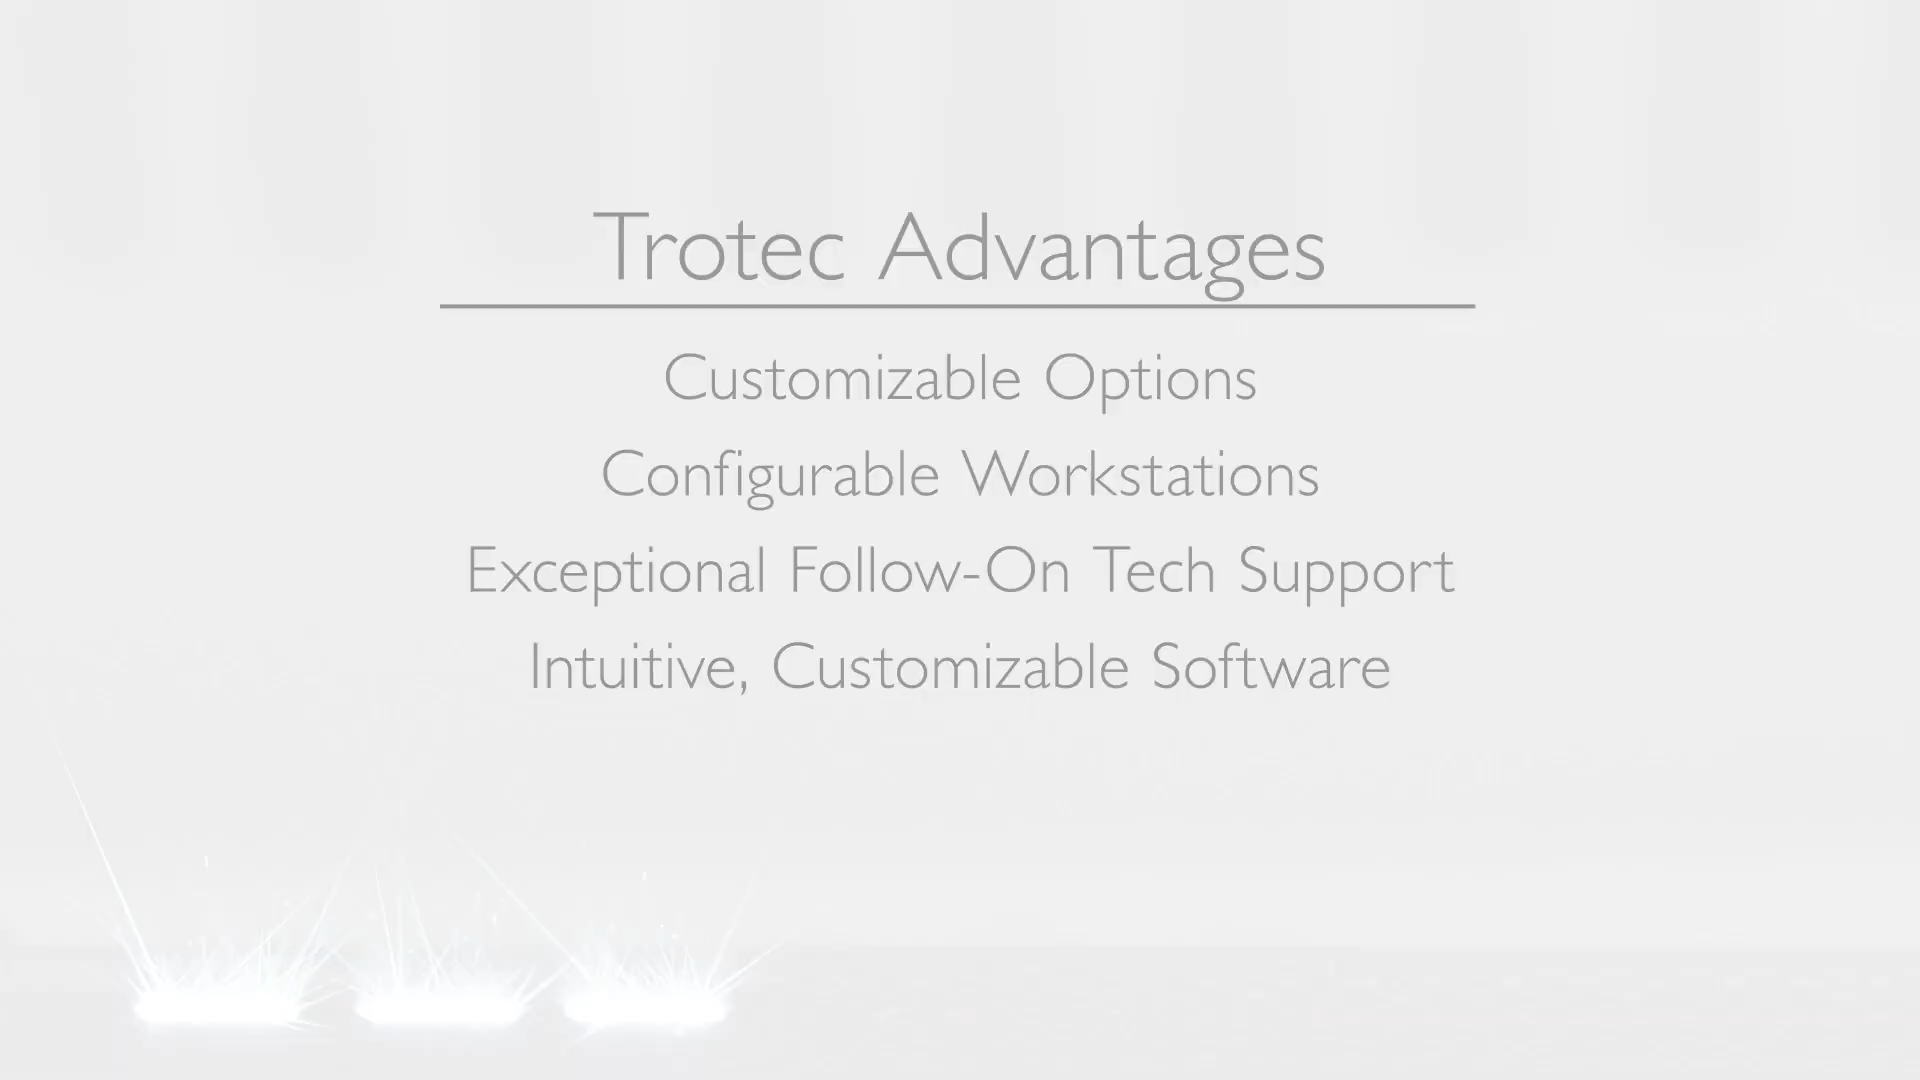 Trotec Advantages
Customizable Options
Configurable Workstations
Exceptional Follow-On Tech Support
Intuitive, Customizable Software